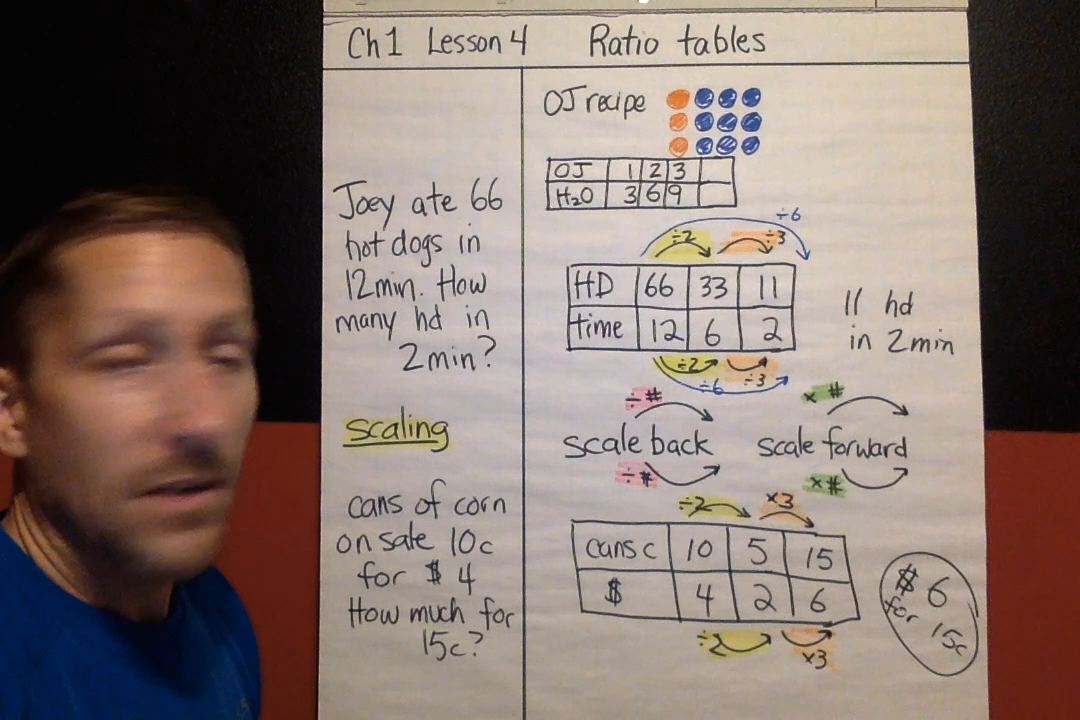 Ch 1 Lesson 4 Ratio tables
Joey ate 66
hot dogs in
12min. How
many hd in
2min?
scaling
cans of corn
on sale 10c
for $ 4
How much for
15c?
OJ recipe
OJ 1 2 3
H₂O 3 6 9
÷6
÷2 ÷3
HD 66 33 11
time 12 6 2
÷2 ÷3
÷6
11 hd
in 2min
÷# ×#
scale back scale forward
÷# ×#
÷2 ×3
cans c 10 5 15
$ 4 2 6
÷2 ×3
$ 6
for 15c